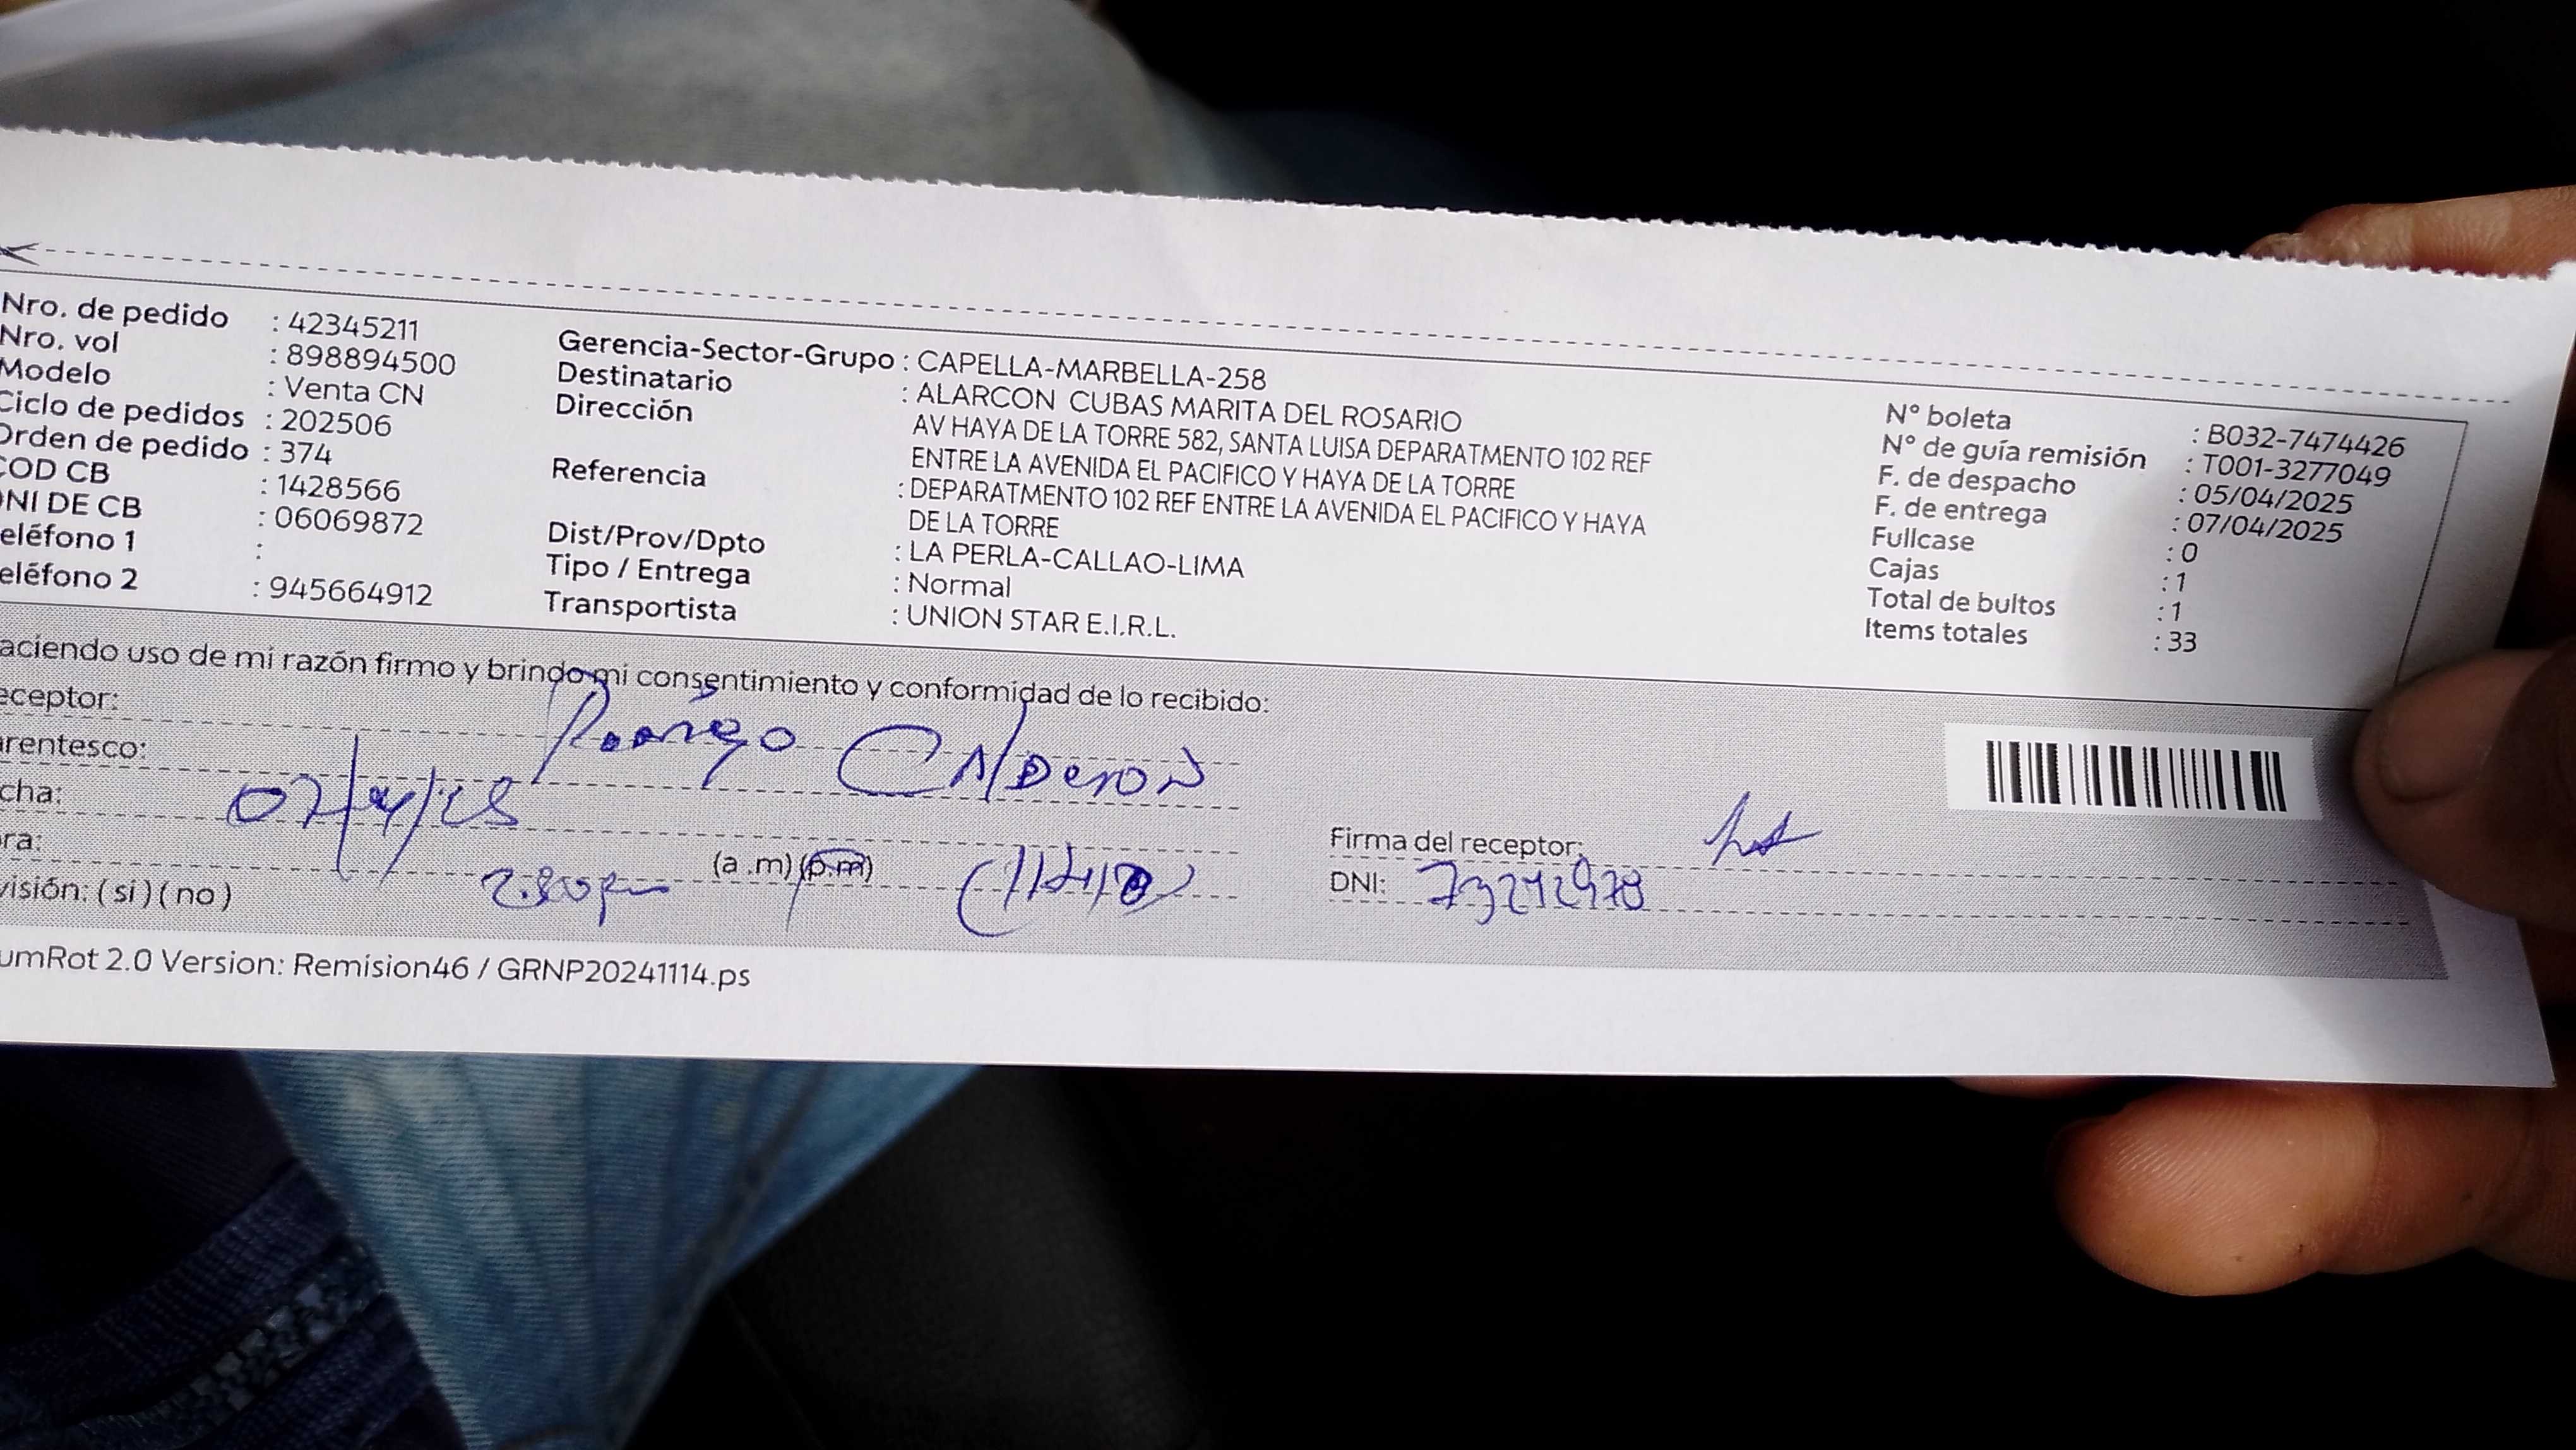 Nro. de pedido : 42345211
Nro. vol : 898894500
Modelo : Venta CN
Ciclo de pedidos : 202506
Orden de pedido : 374
COD CB : 1428566
DNI DE CB : 06069872
eléfono 1 :
eléfono 2 : 945664912
Gerencia-Sector-Grupo : CAPELLA-MARBELLA-258
Destinatario : ALARCON CUBAS MARITA DEL ROSARIO
Dirección AV HAYA DE LA TORRE 582, SANTA LUISA DEPARATMENTO 102 REF
ENTRE LA AVENIDA EL PACIFICO Y HAYA DE LA TORRE
Referencia : DEPARATMENTO 102 REF ENTRE LA AVENIDA EL PACIFICO Y HAYA
DE LA TORRE
Dist/Prov/Dpto : LA PERLA-CALLAO-LIMA
Tipo / Entrega : Normal
Transportista : UNION STAR E.I.R.L.
N° boleta : B032-7474426
N° de guía remisión : T001-3277049
F. de despacho : 05/04/2025
F. de entrega : 07/04/2025
Fullcase : 0
Cajas : 1
Total de bultos : 1
Items totales : 33
aciendo uso de mi razón firmo y brindo mi consentimiento y conformidad de lo recibido:
eceptor: Rodrigo CAlDeroN
arentesco:
cha: 07/04/25
ra: (a .m) (p.m)
visión: ( si ) ( no )
Firma del receptor:
DNI:
umRot 2.0 Version: Remision46 / GRNP20241114.ps